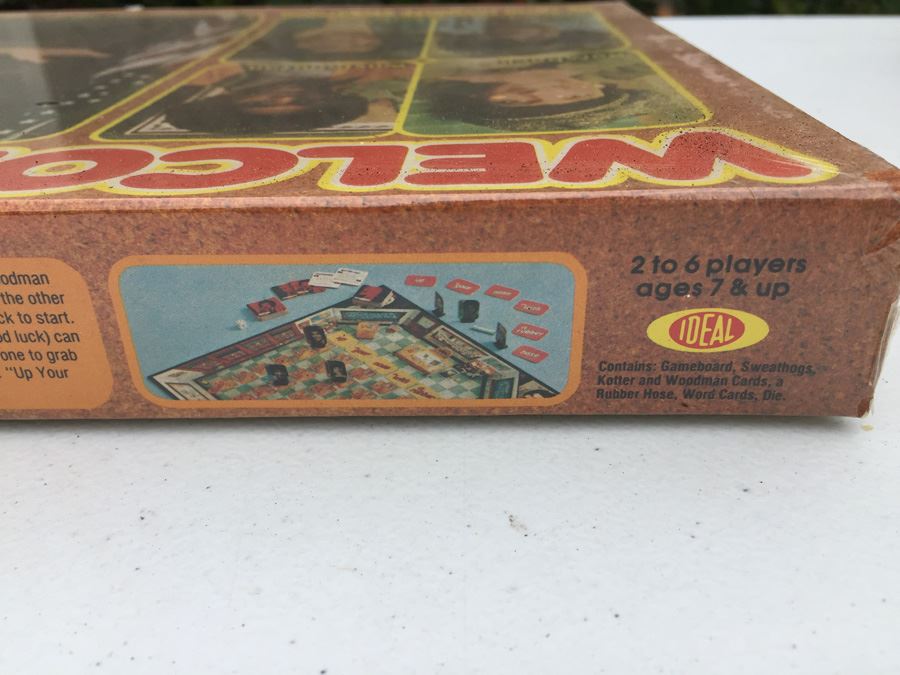 WELCO
odman
the other
ck to start.
od luck) can
one to grab
. "Up Your
2 to 6 players
ages 7 & up
IDEAL
Contains: Gameboard, Sweathogs,
Kotter and Woodman Cards, a
Rubber Hose, Word Cards, Die.